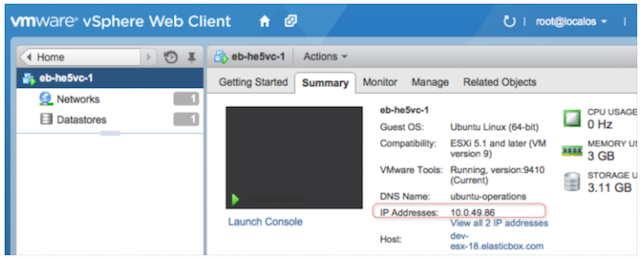 vmware® vSphere Web Client
root@localos
Home
eb-he5vc-1
Networks 1
Datastores 1
eb-he5vc-1 Actions
Getting Started Summary Monitor Manage Related Objects
eb-he5vc-1
Guest OS: Ubuntu Linux (64-bit)
Compatibility: ESXi 5.1 and later (VM
version 9)
VMware Tools: Running, version:9410
(Current)
DNS Name: ubuntu-operations
IP Addresses: 10.0.49.86
View all 2 IP addresses
Host: dev-
esx-18.elasticbox.com
Launch Console
CPU USAGE
0 Hz
MEMORY U
3 GB
STORAGE U
3.11 GB